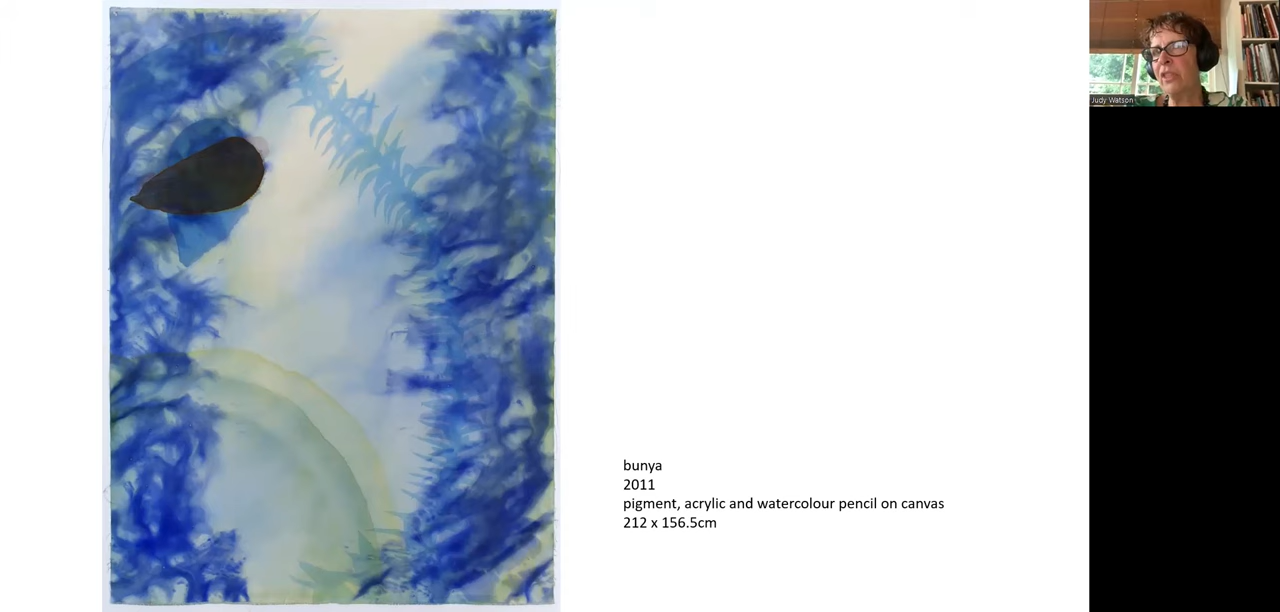 Judy Watson
bunya
2011
pigment, acrylic and watercolour pencil on canvas
212 x 156.5cm